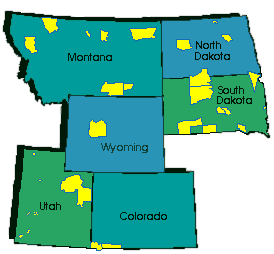 Montana
North
Dakota
South
Dakota
Wyoming
Utah
Colorado